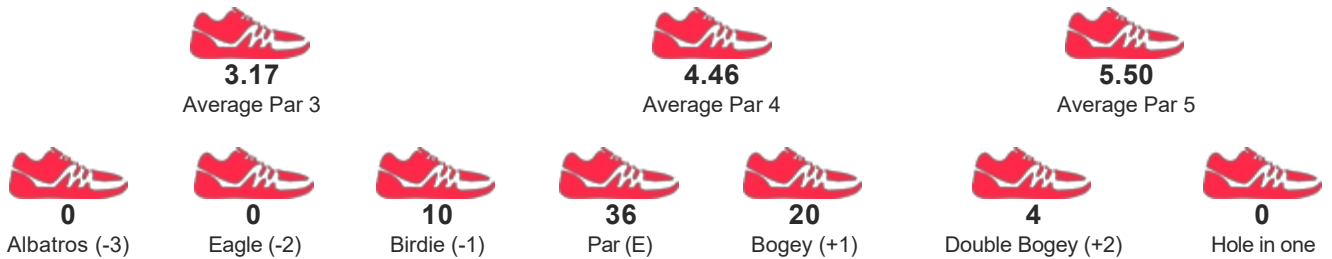 3.17 4.46 5.50
Average Par 3 Average Par 4 Average Par 5
0 0 10 36 20 4 0
Albatros (-3) Eagle (-2) Birdie (-1) Par (E) Bogey (+1) Double Bogey (+2) Hole in one